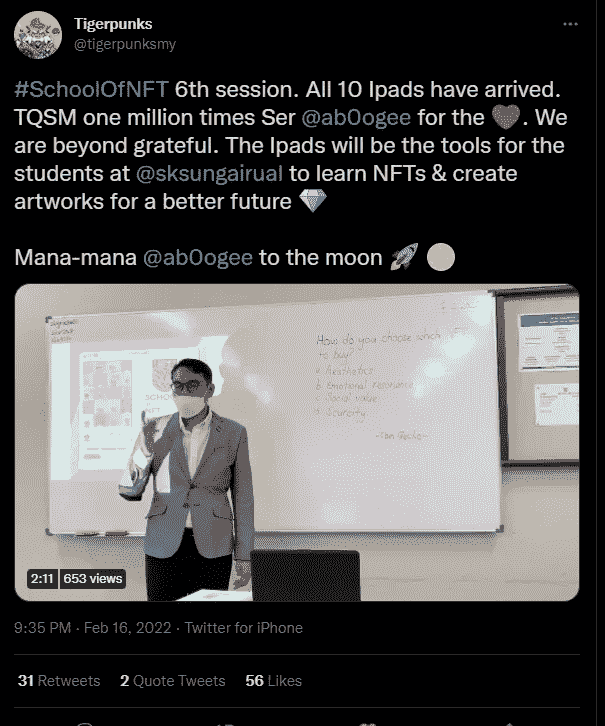 Tigerpunks
@tigerpunksmy
#SchoolOfNFT 6th session. All 10 Ipads have arrived.
TQSM one million times Ser @ab0ogee for the 🖤. We
are beyond grateful. The Ipads will be the tools for the
students at @sksungairual to learn NFTs & create
artworks for a better future 💎
Mana-mana @ab0ogee to the moon 🚀 🌕
How do you choose which
to buy?
a. Aesthetics
b. Emotional resonance
c. Social value
d. Scarcity
NFT
2:11 653 views
9:35 PM · Feb 16, 2022 · Twitter for iPhone
31 Retweets 2 Quote Tweets 56 Likes